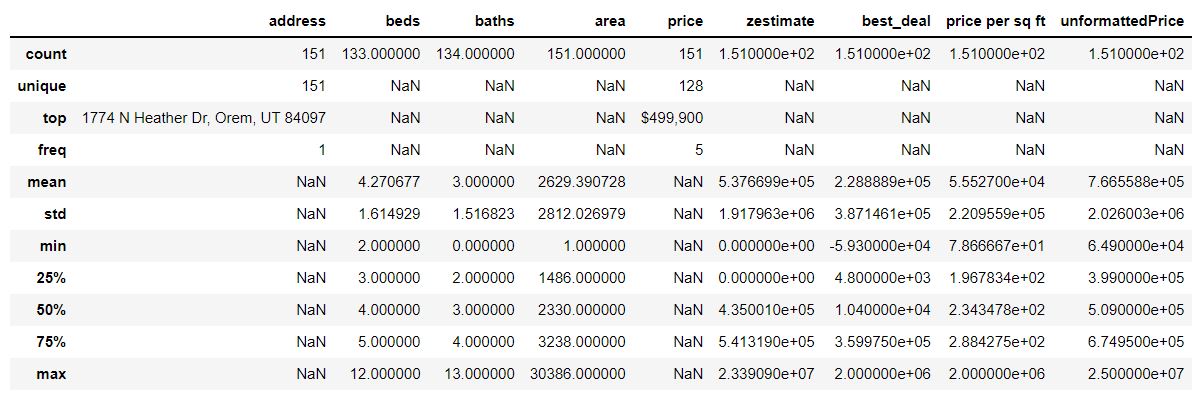 address beds baths area price zestimate best_deal price per sq ft unformattedPrice
count 151 133.000000 134.000000 151.000000 151 1.510000e+02 1.510000e+02 1.510000e+02 1.510000e+02
unique 151 NaN NaN NaN 128 NaN NaN NaN NaN
top 1774 N Heather Dr, Orem, UT 84097 NaN NaN NaN $499,900 NaN NaN NaN NaN
freq 1 NaN NaN NaN 5 NaN NaN NaN NaN
mean NaN 4.270677 3.000000 2629.390728 NaN 5.376699e+05 2.288889e+05 5.552700e+04 7.665588e+05
std NaN 1.614929 1.516823 2812.026979 NaN 1.917963e+06 3.871461e+05 2.209559e+05 2.026003e+06
min NaN 2.000000 0.000000 1.000000 NaN 0.000000e+00 -5.930000e+04 7.866667e+01 6.490000e+04
25% NaN 3.000000 2.000000 1486.000000 NaN 0.000000e+00 4.800000e+03 1.967834e+02 3.990000e+05
50% NaN 4.000000 3.000000 2330.000000 NaN 4.350010e+05 1.040000e+04 2.343478e+02 5.090000e+05
75% NaN 5.000000 4.000000 3238.000000 NaN 5.413190e+05 3.599750e+05 2.884275e+02 6.749500e+05
max NaN 12.000000 13.000000 30386.000000 NaN 2.339090e+07 2.000000e+06 2.000000e+06 2.500000e+07